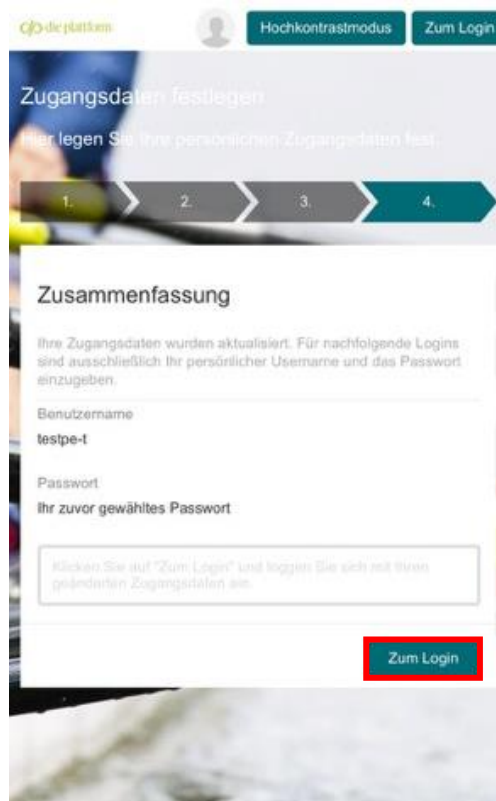 die plattform
Hochkontrastmodus
Zum Login
Zugangsdaten festlegen
Hier legen Sie Ihre persönlichen Zugangsdaten fest.
1.
2.
3.
4.
Zusammenfassung
Ihre Zugangsdaten wurden aktualisiert. Für nachfolgende Logins
sind ausschließlich Ihr persönlicher Username und das Passwort
einzugeben.
Benutzername
testpe-t
Passwort
Ihr zuvor gewähltes Passwort
Klicken Sie auf "Zum Login" und loggen Sie sich mit Ihren
geänderten Zugangsdaten ein.
Zum Login